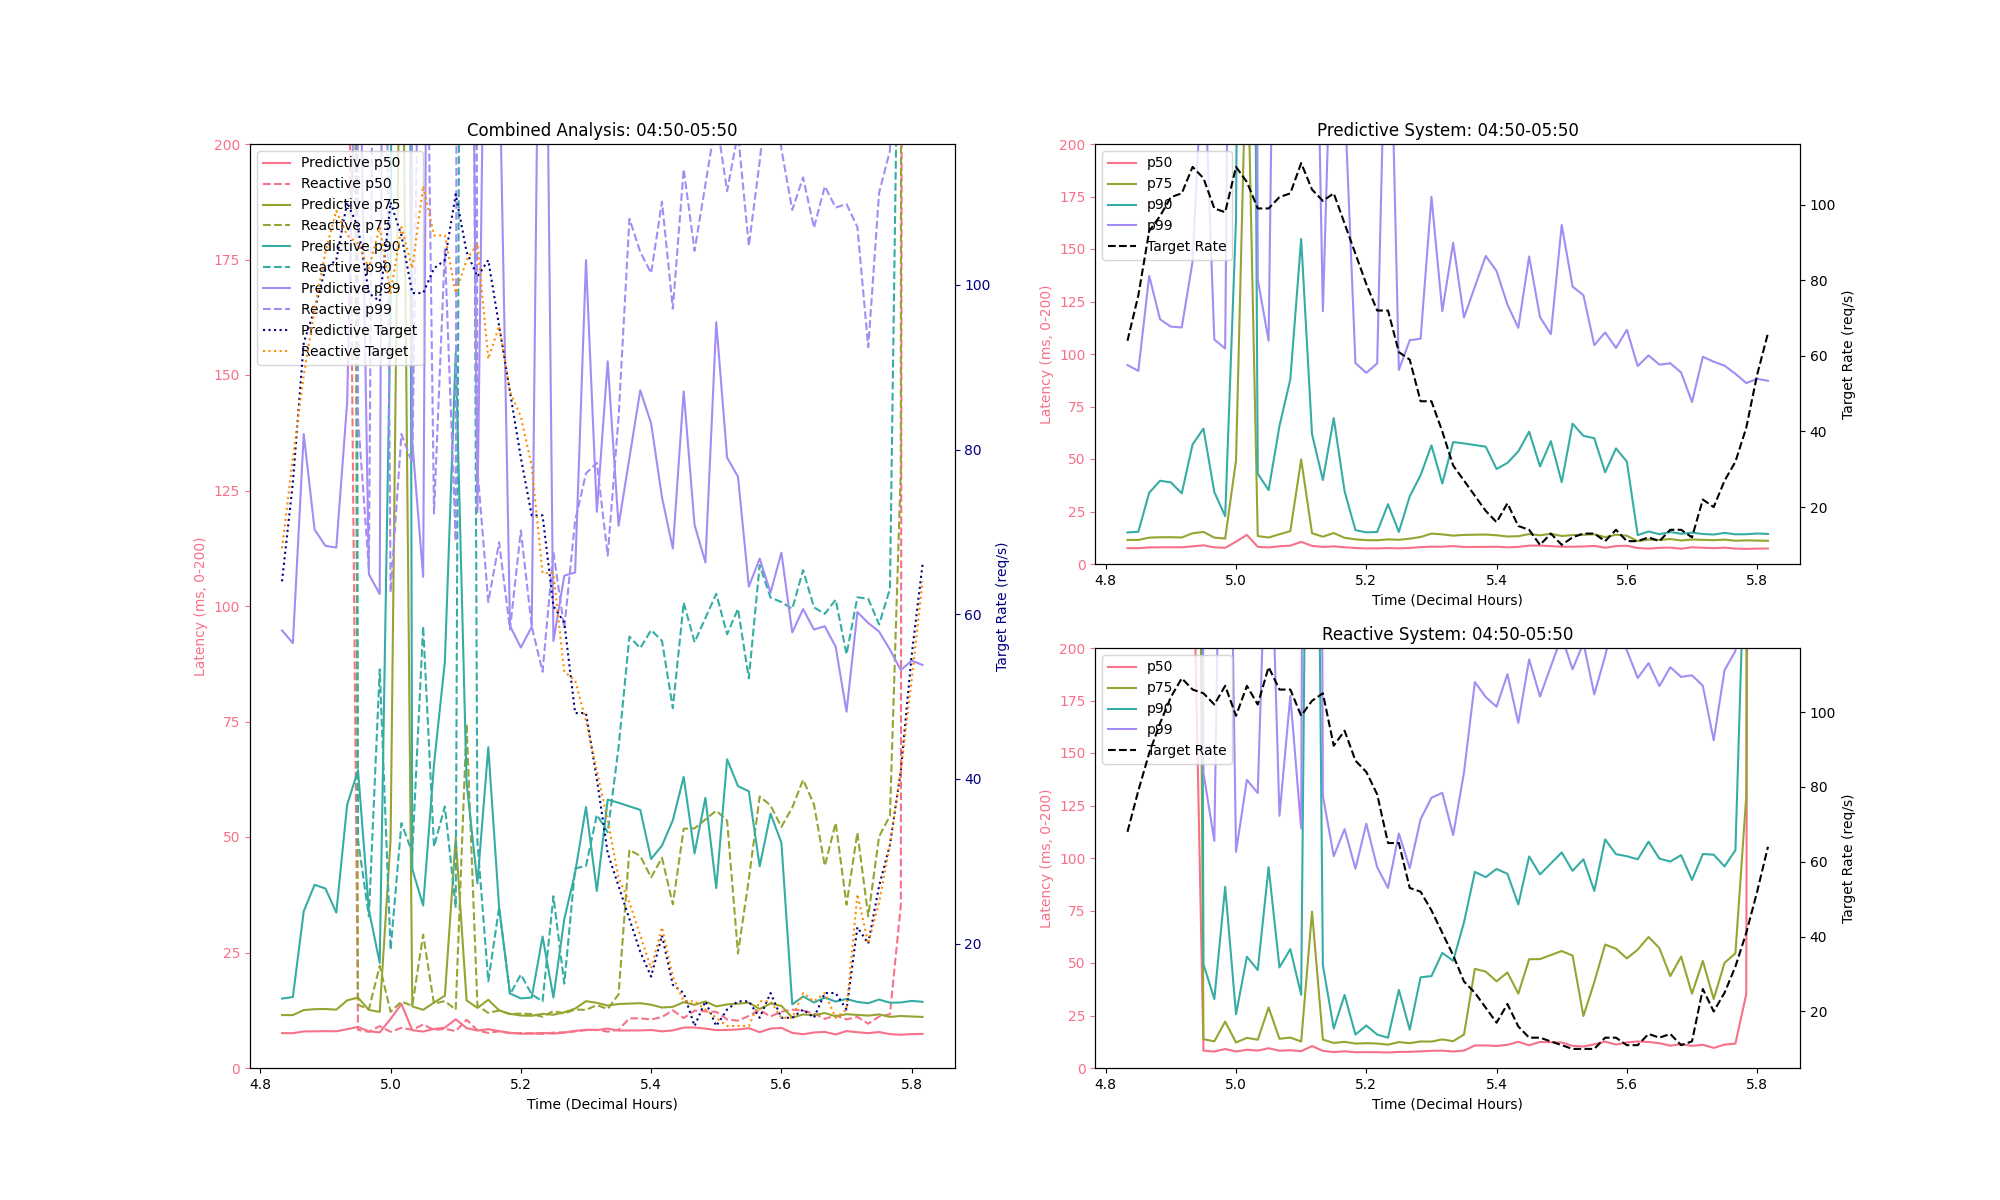 Combined Analysis: 04:50-05:50
200
175
150
125
100
75
50
25
0
Latency (ms, 0-200)
Predictive p50
Reactive p50
Predictive p75
Reactive p75
Predictive p90
Reactive p90
Predictive p99
Reactive p99
Predictive Target
Reactive Target
100
80
60
40
20
Target Rate (req/s)
4.8 5.0 5.2 5.4 5.6 5.8
Time (Decimal Hours)
Predictive System: 04:50-05:50
200
175
150
125
100
75
50
25
0
Latency (ms, 0-200)
p50
p75
p90
p99
Target Rate
100
80
60
40
20
Target Rate (req/s)
4.8 5.0 5.2 5.4 5.6 5.8
Time (Decimal Hours)
Reactive System: 04:50-05:50
200
175
150
125
100
75
50
25
0
Latency (ms, 0-200)
p50
p75
p90
p99
Target Rate
100
80
60
40
20
Target Rate (req/s)
4.8 5.0 5.2 5.4 5.6 5.8
Time (Decimal Hours)